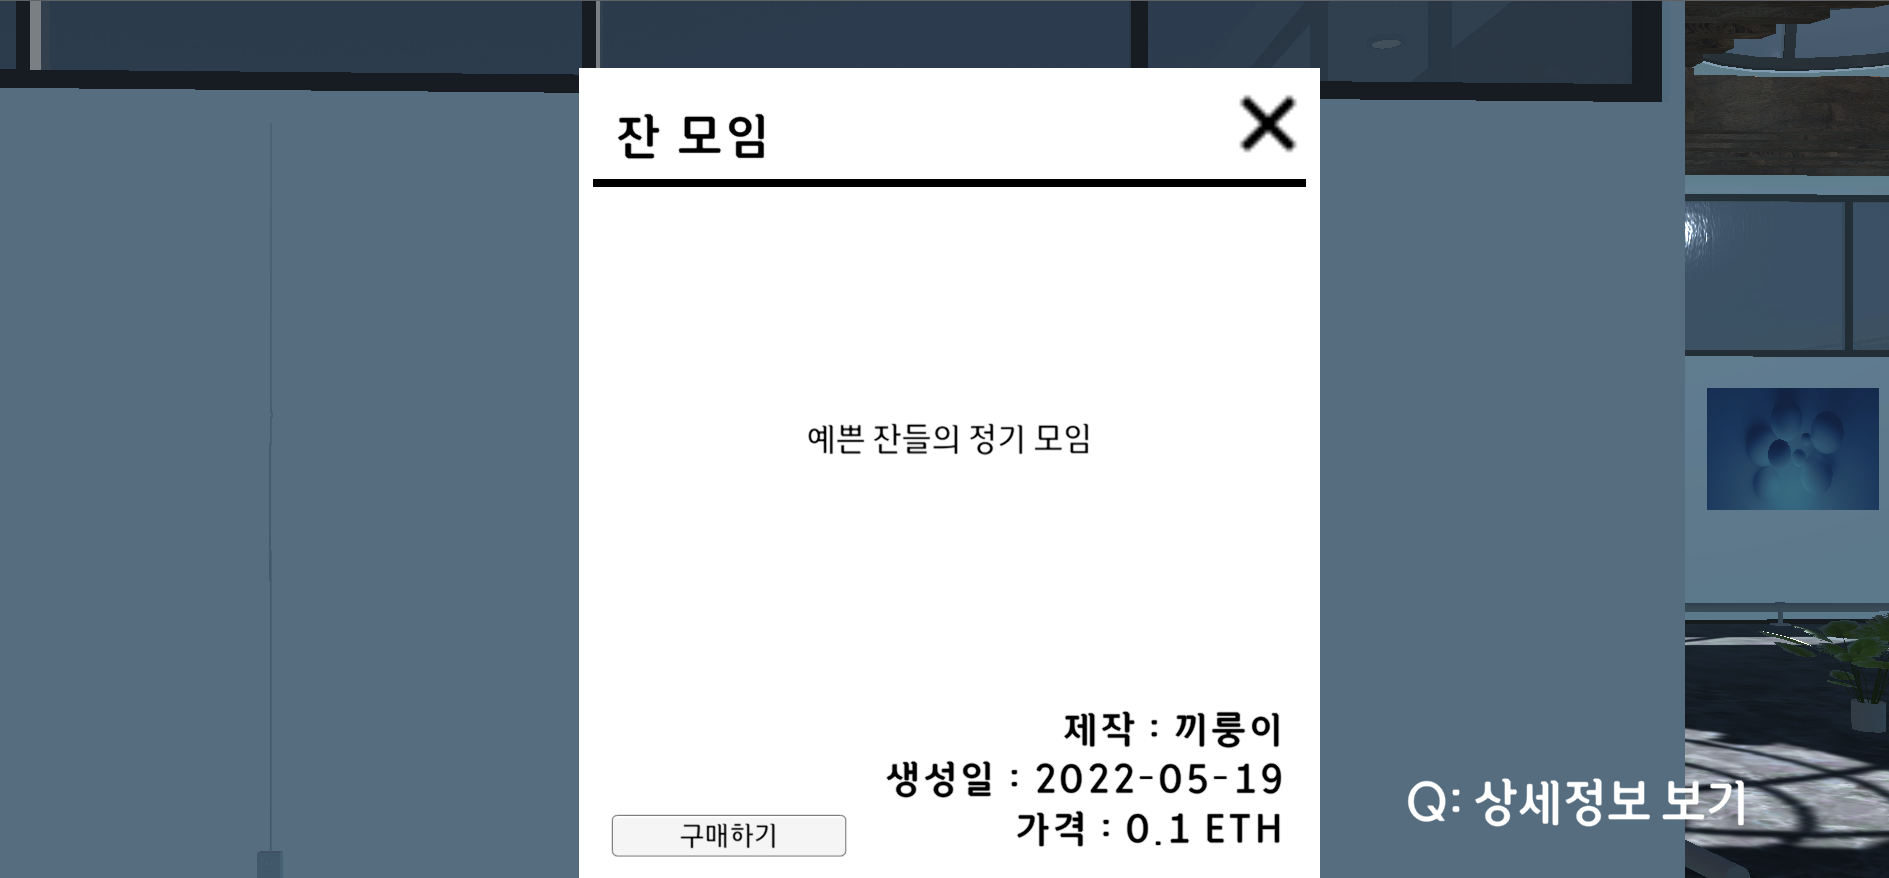 잔 모임
예쁜 잔들의 정기 모임
제작 : 끼룽이
생성일 : 2022-05-19
가격 : 0.1 ETH
구매하기
Q: 상세정보 보기